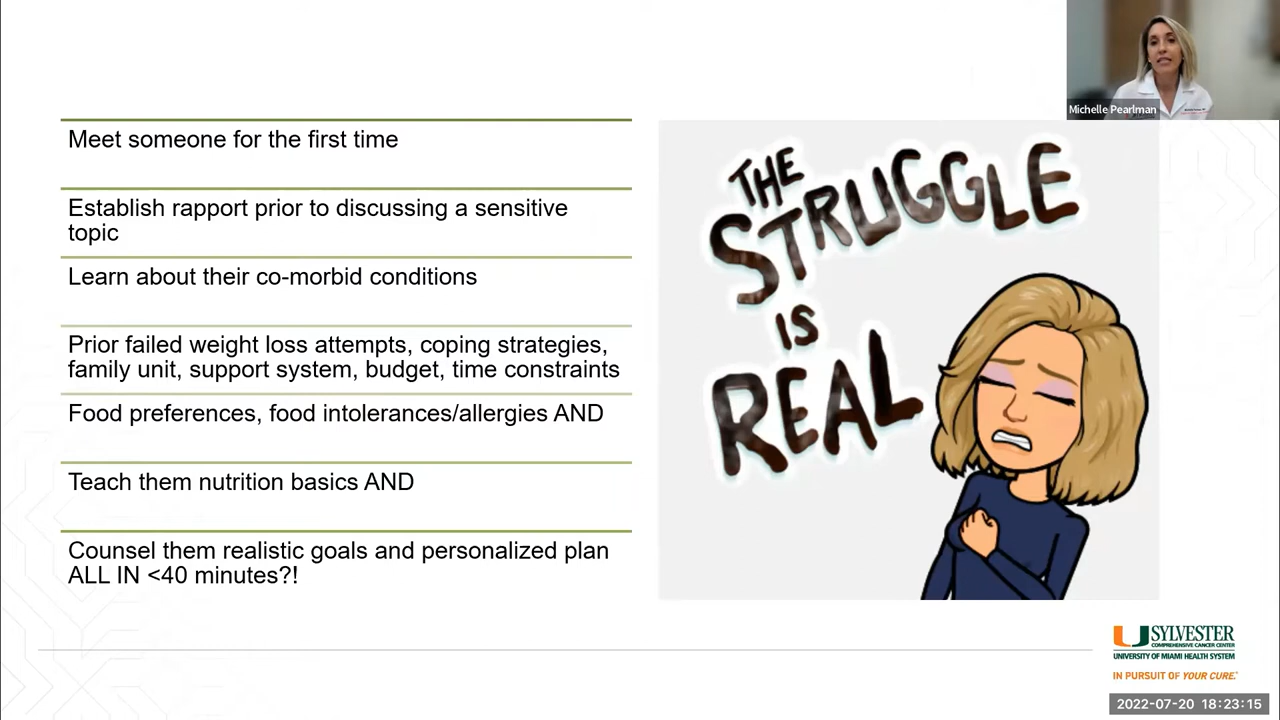 Michelle Pearlman
Meet someone for the first time
Establish rapport prior to discussing a sensitive
topic
Learn about their co-morbid conditions
Prior failed weight loss attempts, coping strategies,
family unit, support system, budget, time constraints
Food preferences, food intolerances/allergies AND
Teach them nutrition basics AND
Counsel them realistic goals and personalized plan
ALL IN <40 minutes?!
THE
STRUGGLE
IS
REAL
SYLVESTER
COMPREHENSIVE CANCER CENTER
UNIVERSITY OF MIAMI HEALTH SYSTEM
IN PURSUIT OF YOUR CURE.
2022-07-20 18:23:15